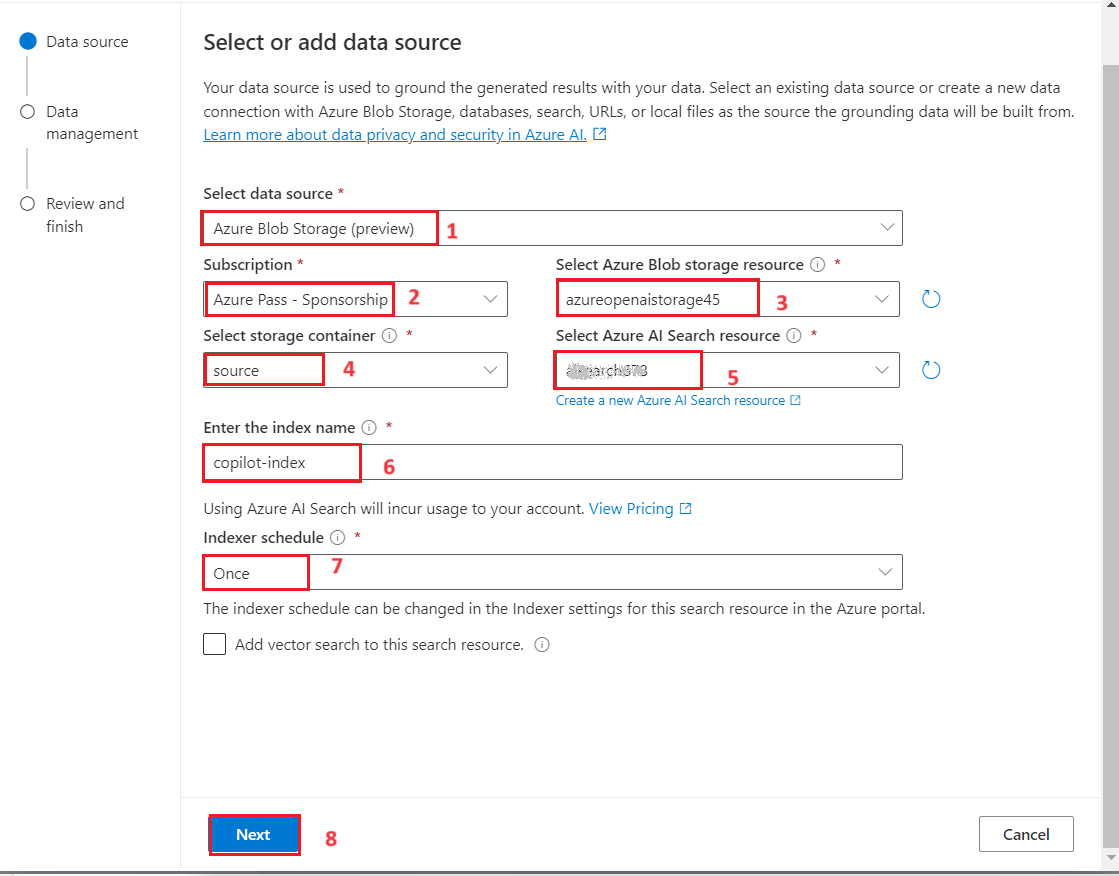 Data source
Data
management
Review and
finish
Select or add data source
Your data source is used to ground the generated results with your data. Select an existing data source or create a new data
connection with Azure Blob Storage, databases, search, URLs, or local files as the source the grounding data will be built from.
Learn more about data privacy and security in Azure AI.
Select data source *
Azure Blob Storage (preview) 1
Subscription *
Azure Pass - Sponsorship 2
Select Azure Blob storage resource *
azureopenaistorage45 3
Select storage container *
source 4
Select Azure AI Search resource *
5
Create a new Azure AI Search resource
Enter the index name *
copilot-index 6
Using Azure AI Search will incur usage to your account. View Pricing
Indexer schedule *
Once 7
The indexer schedule can be changed in the Indexer settings for this search resource in the Azure portal.
Add vector search to this search resource.
Next 8
Cancel